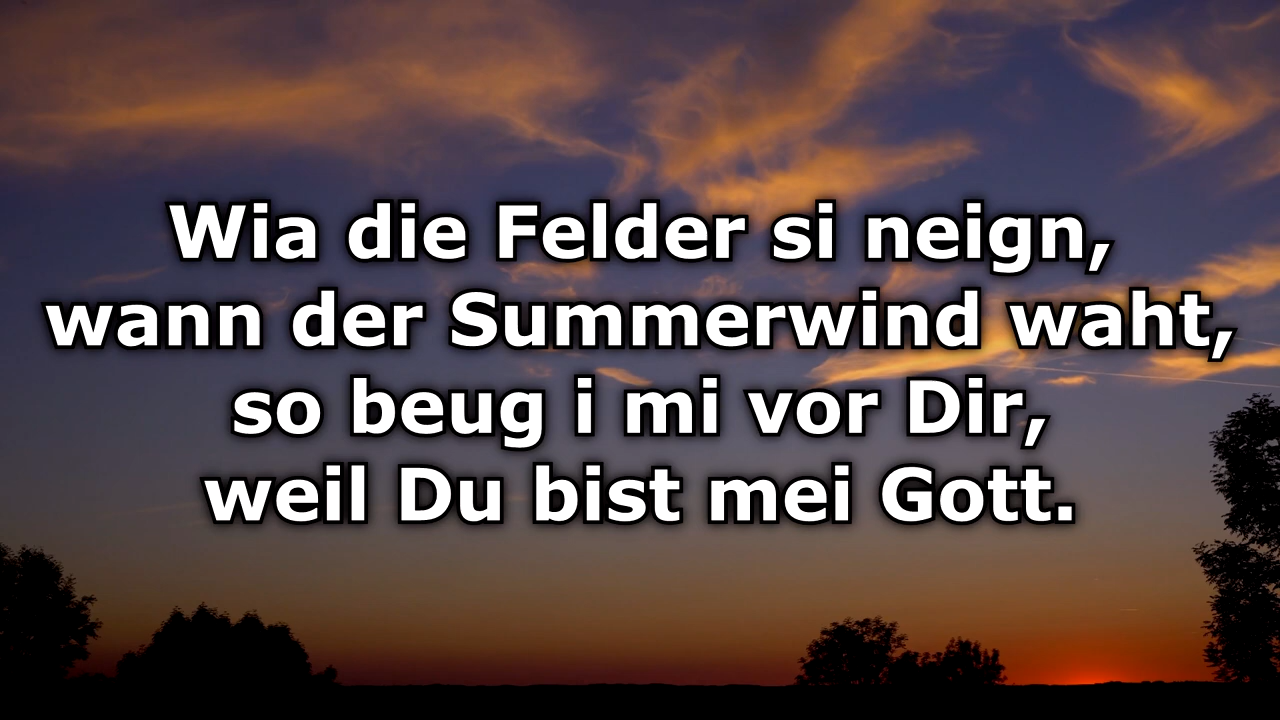 Wia die Felder si neign,
wann der Summerwind waht,
so beug i mi vor Dir,
weil Du bist mei Gott.